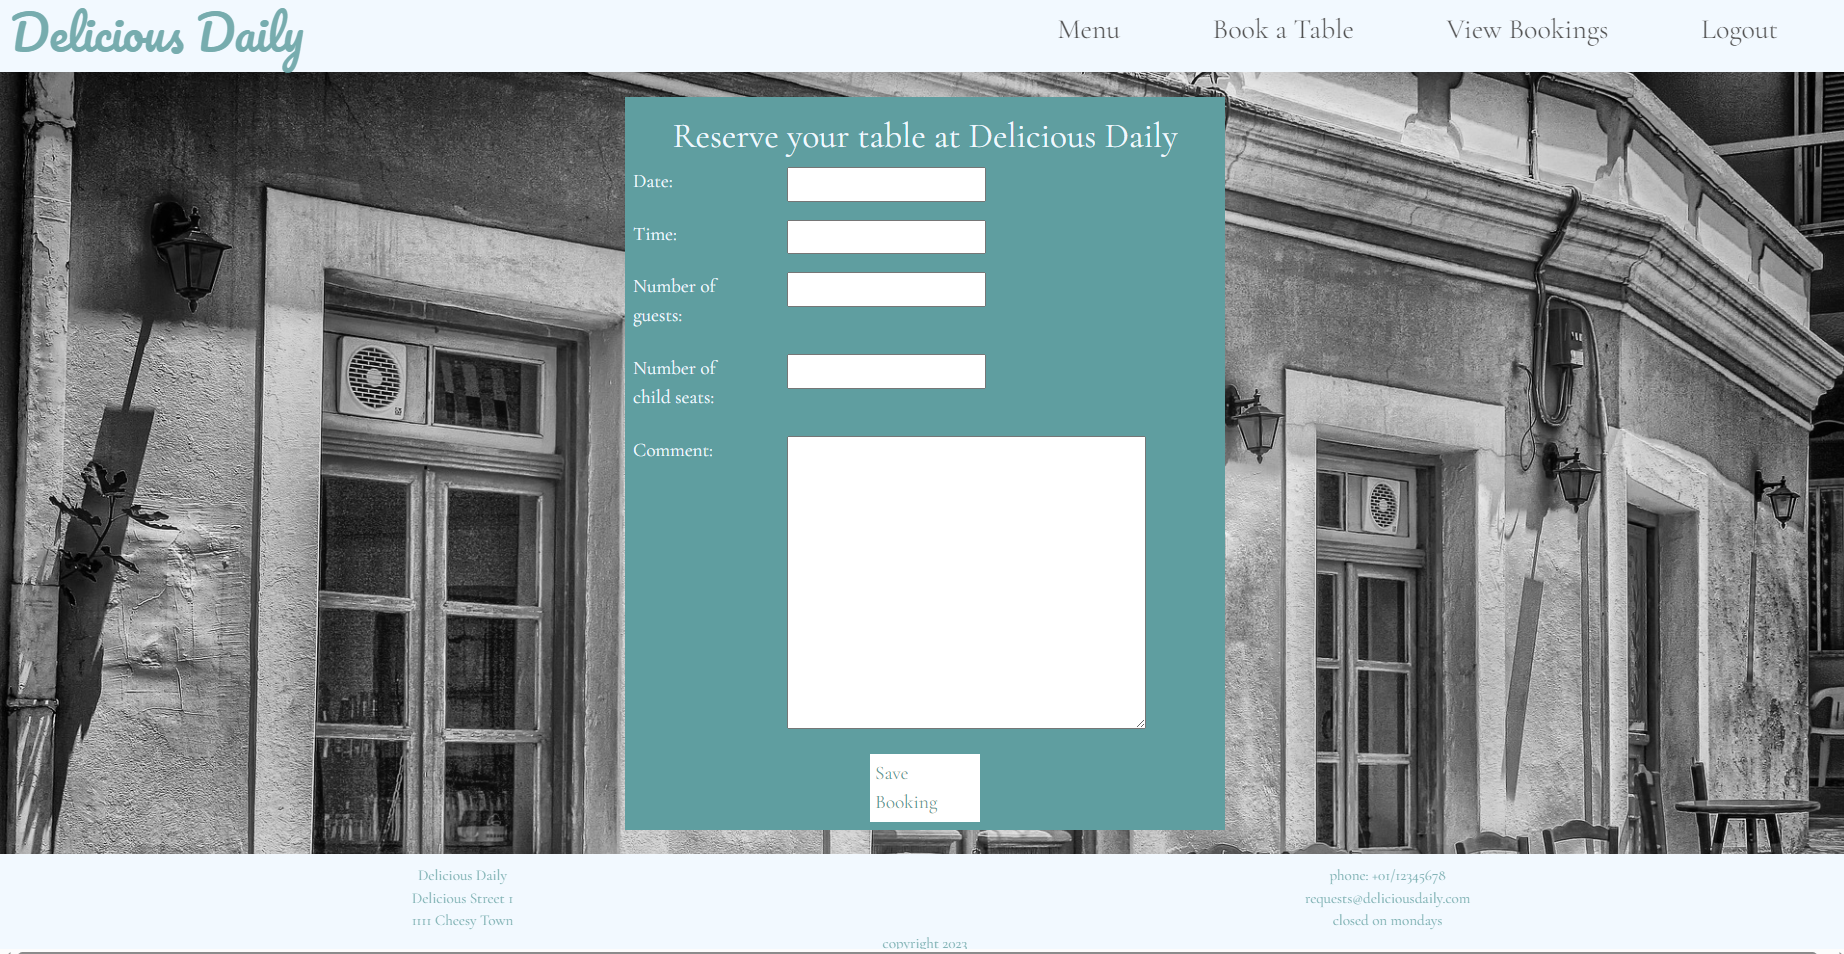 Delicious Daily
Menu
Book a Table
View Bookings
Logout
Reserve your table at Delicious Daily
Date:
Time:
Number of
guests:
Number of
child seats:
Comment:
Save
Booking
Delicious Daily
Delicious Street 1
1111 Cheesy Town
phone: +01/12345678
requests@deliciousdaily.com
closed on mondays
copyright 2023